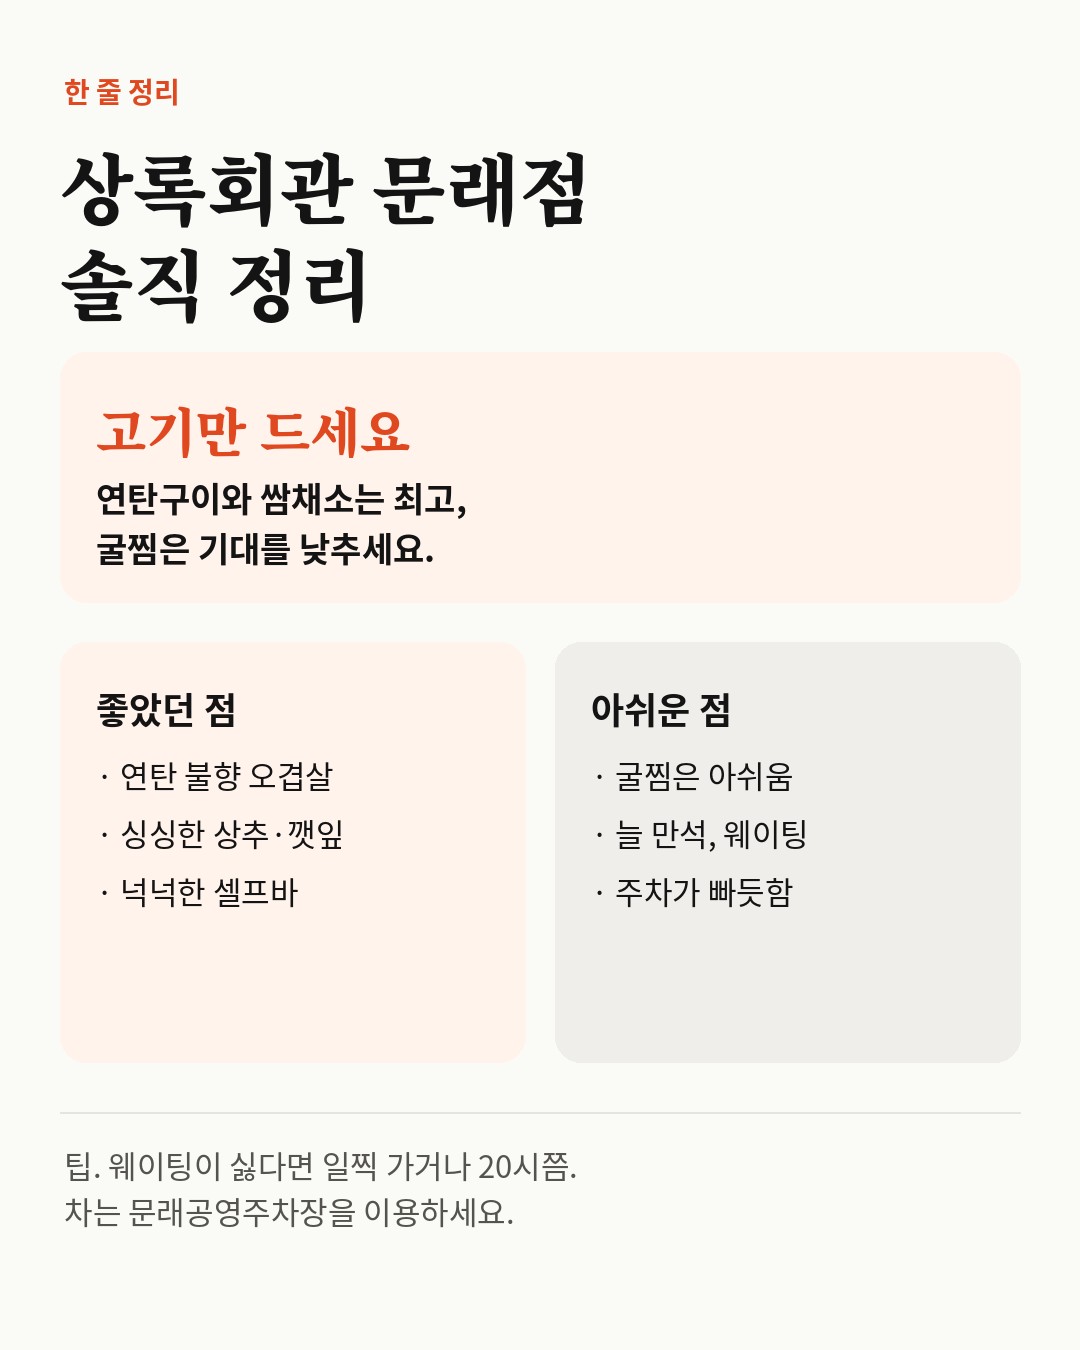 한 줄 정리
상록회관 문래점
솔직 정리
고기만 드세요
연탄구이와 쌈채소는 최고,
굴찜은 기대를 낮추세요.
좋았던 점
· 연탄 불향 오겹살
· 싱싱한 상추·깻잎
· 넉넉한 셀프바
아쉬운 점
· 굴찜은 아쉬움
· 늘 만석, 웨이팅
· 주차가 빠듯함
팁. 웨이팅이 싫다면 일찍 가거나 20시쯤.
차는 문래공영주차장을 이용하세요.